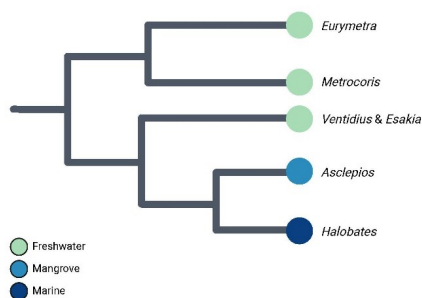 Eurymetra
Metrocoris
Ventidius & Esakia
Asclepios
Halobates
Freshwater
Mangrove
Marine